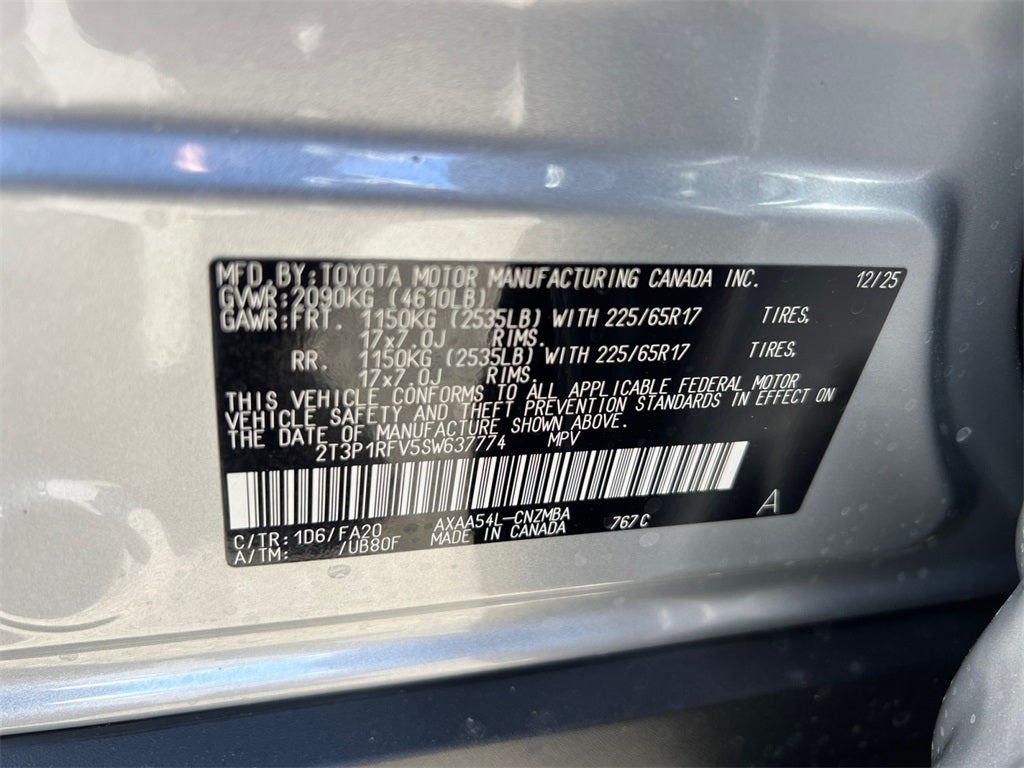 MFD. BY: TOYOTA MOTOR MANUFACTURING CANADA INC. 12/25
GVWR: 2090KG (4610LB)
GAWR: FRT. 1150KG (2535LB) WITH 225/65R17 TIRES,
17x7.0J RIMS.
RR. 1150KG (2535LB) WITH 225/65R17 TIRES,
17x7.0J RIMS.
THIS VEHICLE CONFORMS TO ALL APPLICABLE FEDERAL MOTOR
VEHICLE SAFETY AND THEFT PREVENTION STANDARDS IN EFFECT ON
THE DATE OF MANUFACTURE SHOWN ABOVE.
2T3P1RFV5SW637774 MPV
C/TR: 1D6/FA20 AXAA54L-CNZMBA 767C A
A/TM: /UB80F MADE IN CANADA